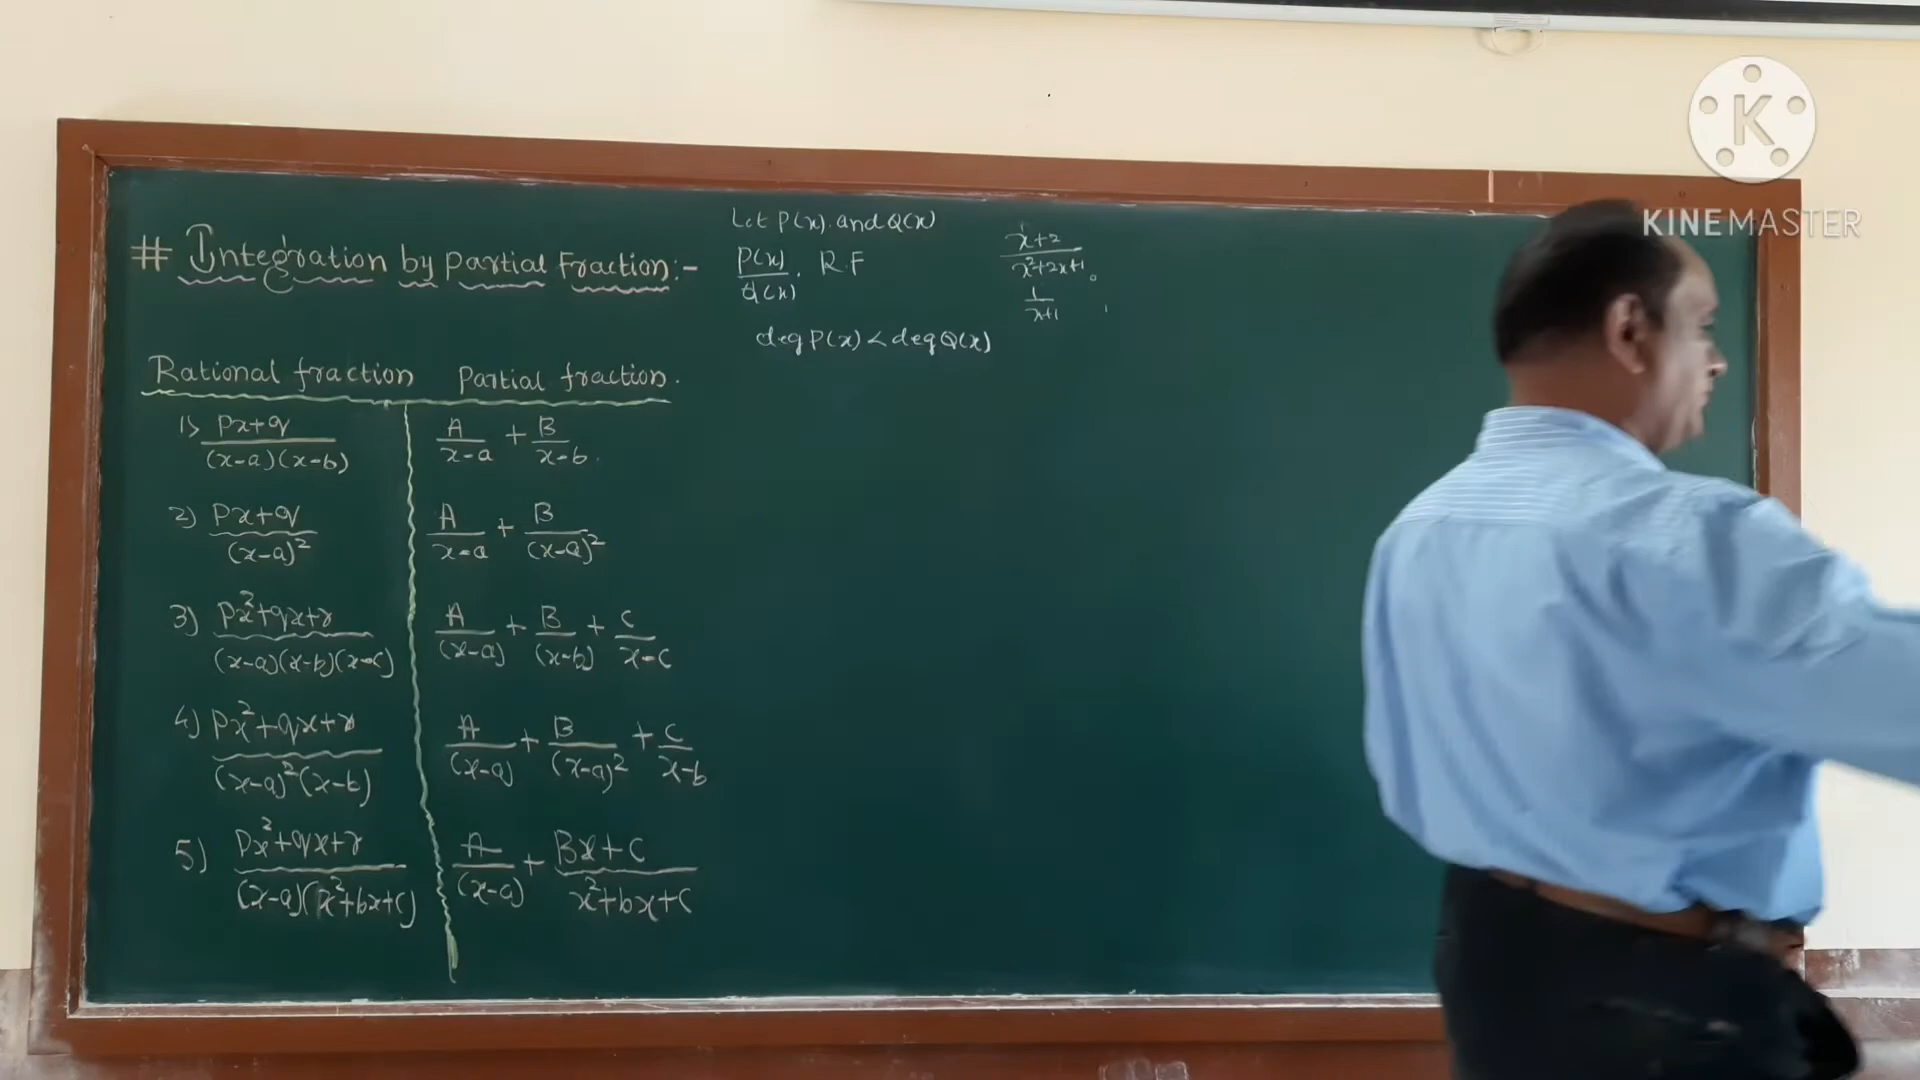 # Integration by Partial Fraction:-
Let P(x) and Q(x)
P(x)/Q(x). R.F
deg P(x) < deg Q(x)
x+2/x²+2x+1
1/x+1
Rational fraction Partial fraction.
1) Px+q/(x-a)(x-b) A/x-a + B/x-b.
2) Px+q/(x-a)² A/x-a + B/(x-a)²
3) Px²+qx+r/(x-a)(x-b)(x-c) A/(x-a) + B/(x-b) + C/x-c
4) Px²+qx+r/(x-a)²(x-b) A/(x-a) + B/(x-a)² + C/x-b
5) Px²+qx+r/(x-a)(x²+bx+c) A/(x-a) + Bx+C/x²+bx+c
K
KINEMASTER